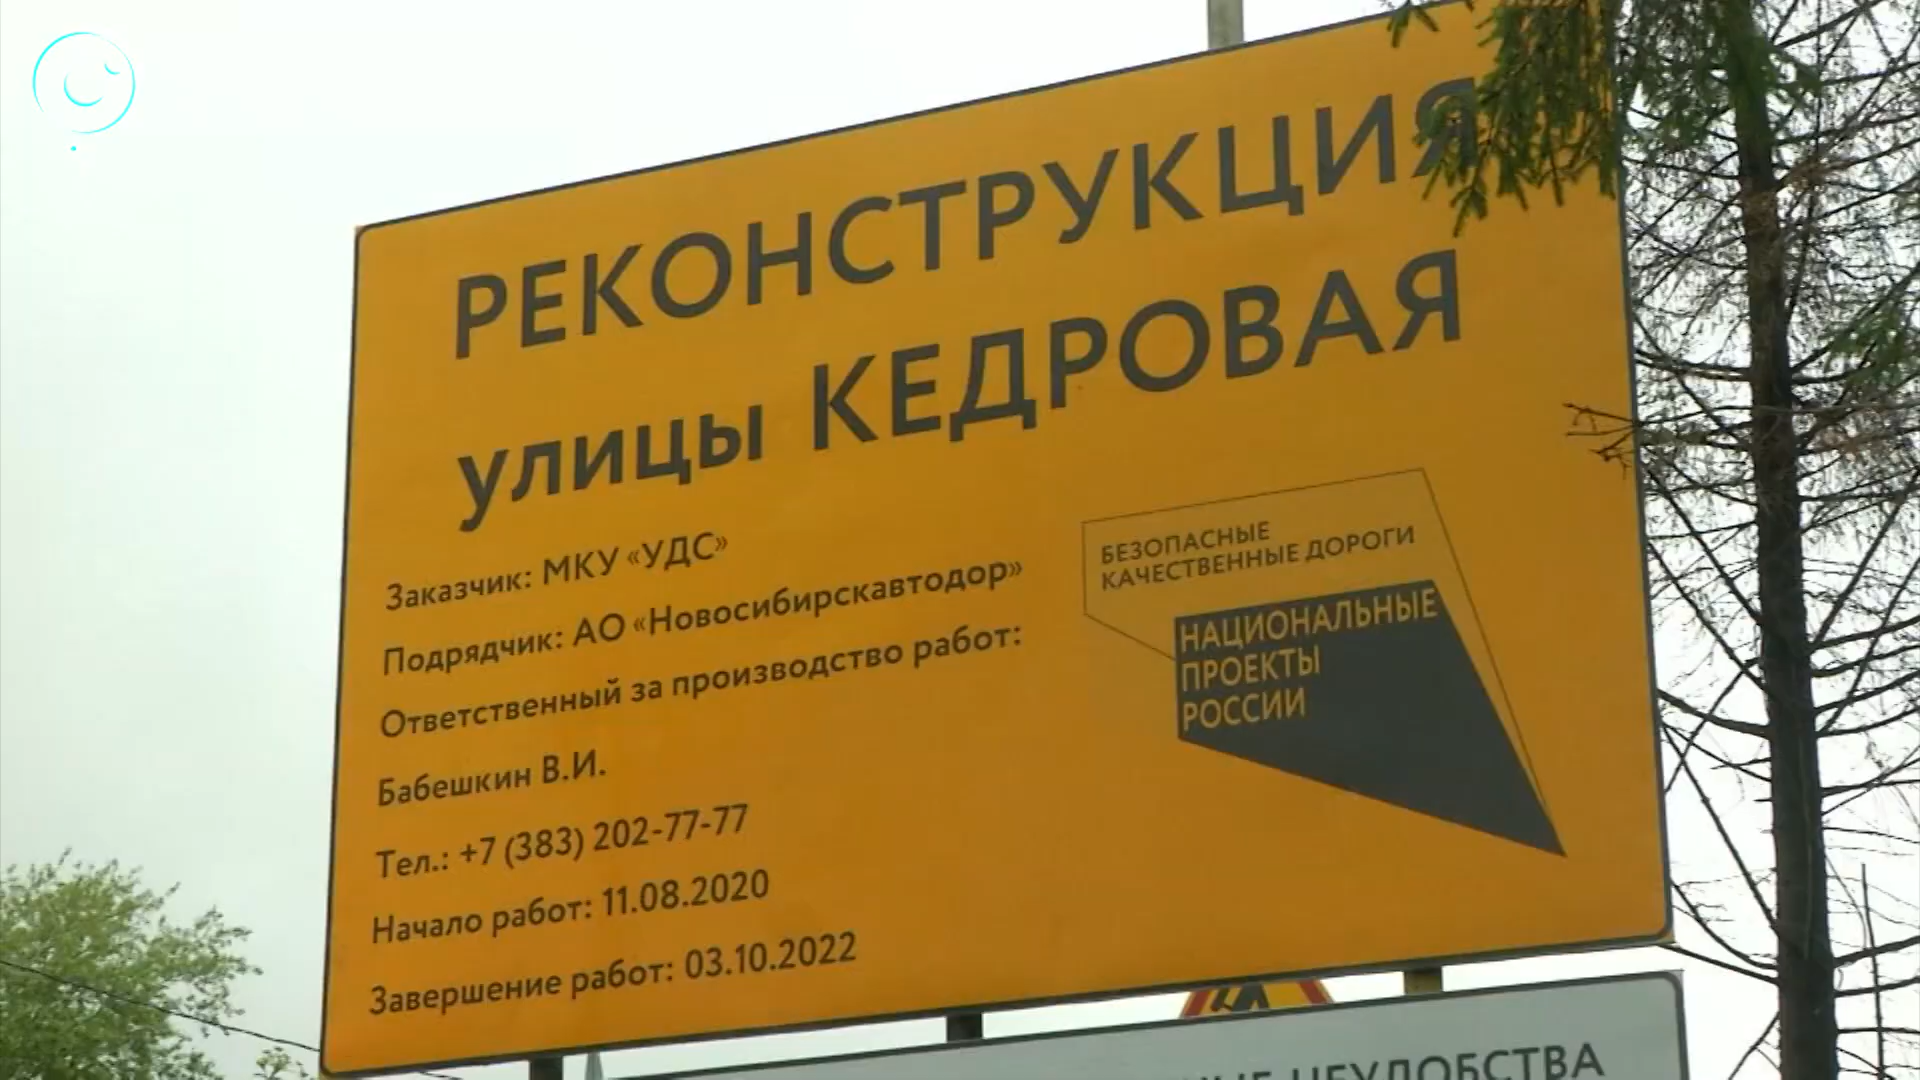 РЕКОНСТРУКЦИЯ
улицы КЕДРОВАЯ
Заказчик: МКУ «УДС»
Подрядчик: АО «Новосибирскавтодор»
Ответственный за производство работ:
Бабешкин В.И.
Тел.: +7 (383) 202-77-77
Начало работ: 11.08.2020
Завершение работ: 03.10.2022
БЕЗОПАСНЫЕ
КАЧЕСТВЕННЫЕ ДОРОГИ
НАЦИОНАЛЬНЫЕ
ПРОЕКТЫ
РОССИИ
НЕУДОБСТВА